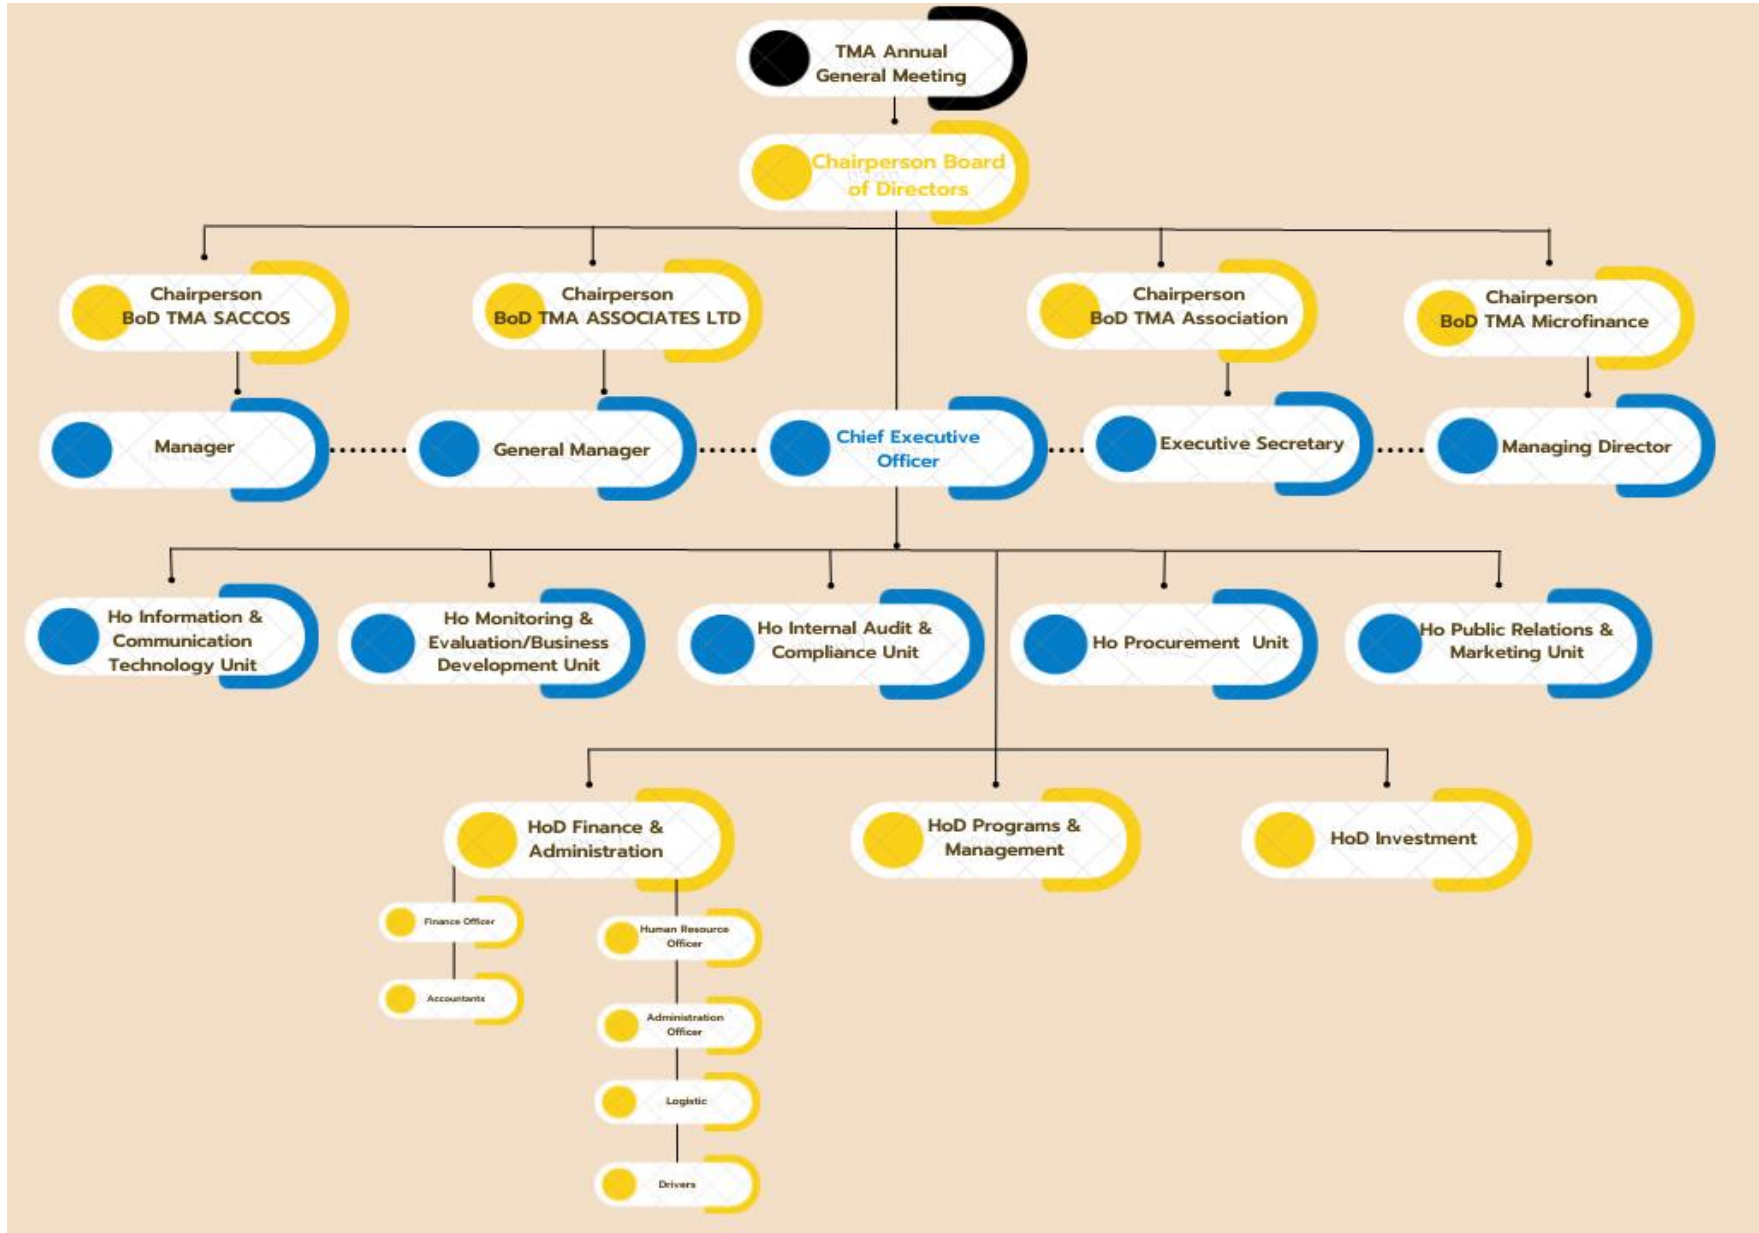 TMA Annual
General Meeting
Chairperson Board
of Directors
Chairperson
BoD TMA SACCOS
Chairperson
BoD TMA ASSOCIATES LTD
Chairperson
BoD TMA Association
Chairperson
BoD TMA Microfinance
Manager
General Manager
Chief Executive
Officer
Executive Secretary
Managing Director
Ho Information &
Communication
Technology Unit
Ho Monitoring &
Evaluation/Business
Development Unit
Ho Internal Audit &
Compliance Unit
Ho Procurement Unit
Ho Public Relations &
Marketing Unit
HoD Finance &
Administration
HoD Programs &
Management
HoD Investment
Finance Officer
Accountants
Human Resource
Officer
Administration
Officer
Logistic
Drivers